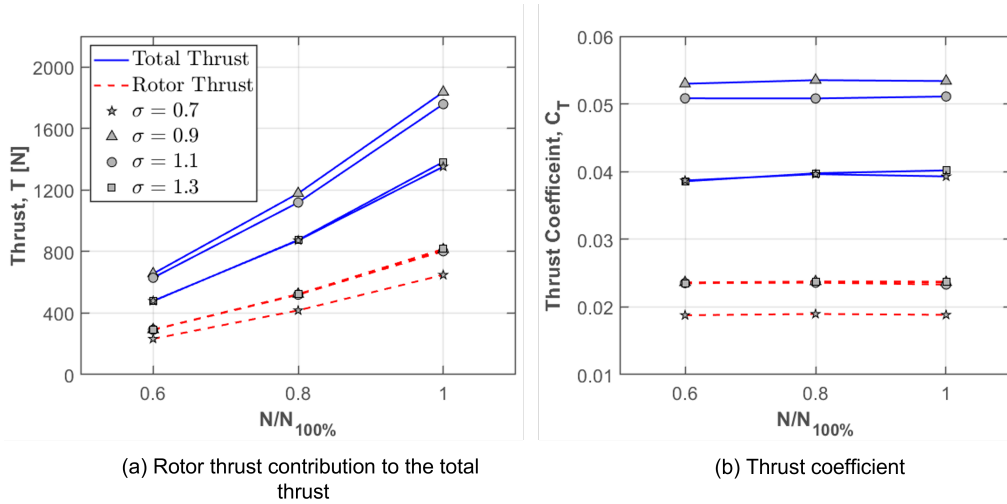 Thrust, T [N]
2000
1600
1200
800
400
0
Total Thrust
Rotor Thrust
σ = 0.7
σ = 0.9
σ = 1.1
σ = 1.3
0.6
0.8
1
N/N100%
(a) Rotor thrust contribution to the total
thrust
Thrust Coefficeint, CT
0.06
0.05
0.04
0.03
0.02
0.01
0.6
0.8
1
N/N100%
(b) Thrust coefficient